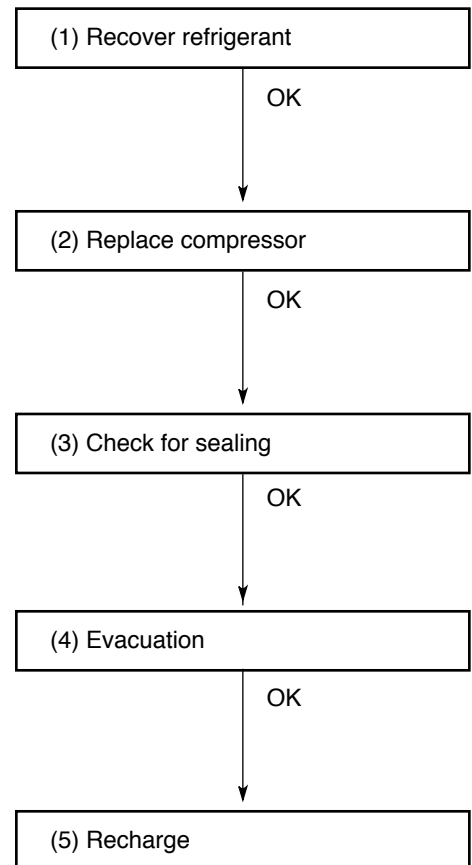 (1) Recover refrigerant
OK
(2) Replace compressor
OK
(3) Check for sealing
OK
(4) Evacuation
OK
(5) Recharge